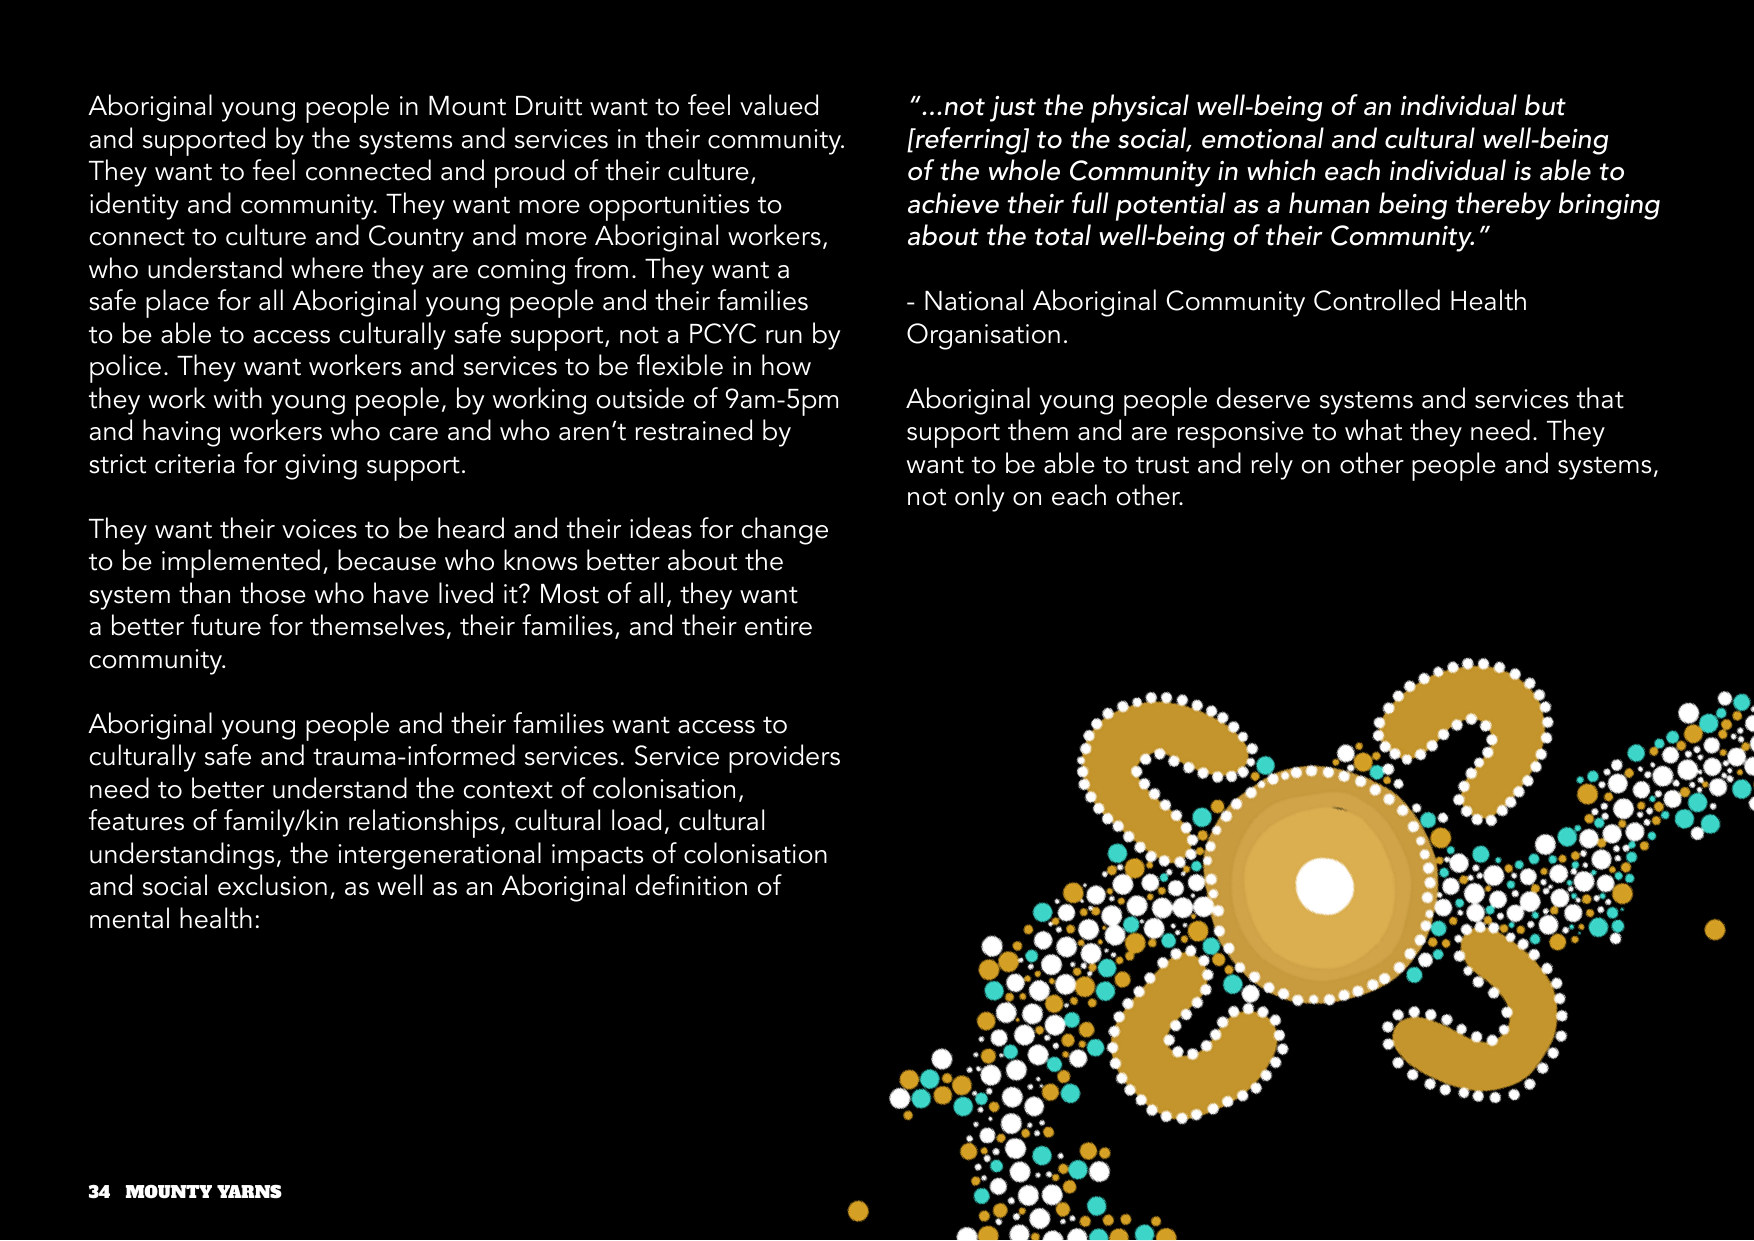 Aboriginal young people in Mount Druitt want to feel valued
and supported by the systems and services in their community.
They want to feel connected and proud of their culture,
identity and community. They want more opportunities to
connect to culture and Country and more Aboriginal workers,
who understand where they are coming from. They want a
safe place for all Aboriginal young people and their families
to be able to access culturally safe support, not a PCYC run by
police. They want workers and services to be flexible in how
they work with young people, by working outside of 9am-5pm
and having workers who care and who aren’t restrained by
strict criteria for giving support.
They want their voices to be heard and their ideas for change
to be implemented, because who knows better about the
system than those who have lived it? Most of all, they want
a better future for themselves, their families, and their entire
community.
Aboriginal young people and their families want access to
culturally safe and trauma-informed services. Service providers
need to better understand the context of colonisation,
features of family/kin relationships, cultural load, cultural
understandings, the intergenerational impacts of colonisation
and social exclusion, as well as an Aboriginal definition of
mental health:
“...not just the physical well-being of an individual but
[referring] to the social, emotional and cultural well-being
of the whole Community in which each individual is able to
achieve their full potential as a human being thereby bringing
about the total well-being of their Community.”
- National Aboriginal Community Controlled Health
Organisation.
Aboriginal young people deserve systems and services that
support them and are responsive to what they need. They
want to be able to trust and rely on other people and systems,
not only on each other.
34 MOUNTY YARNS